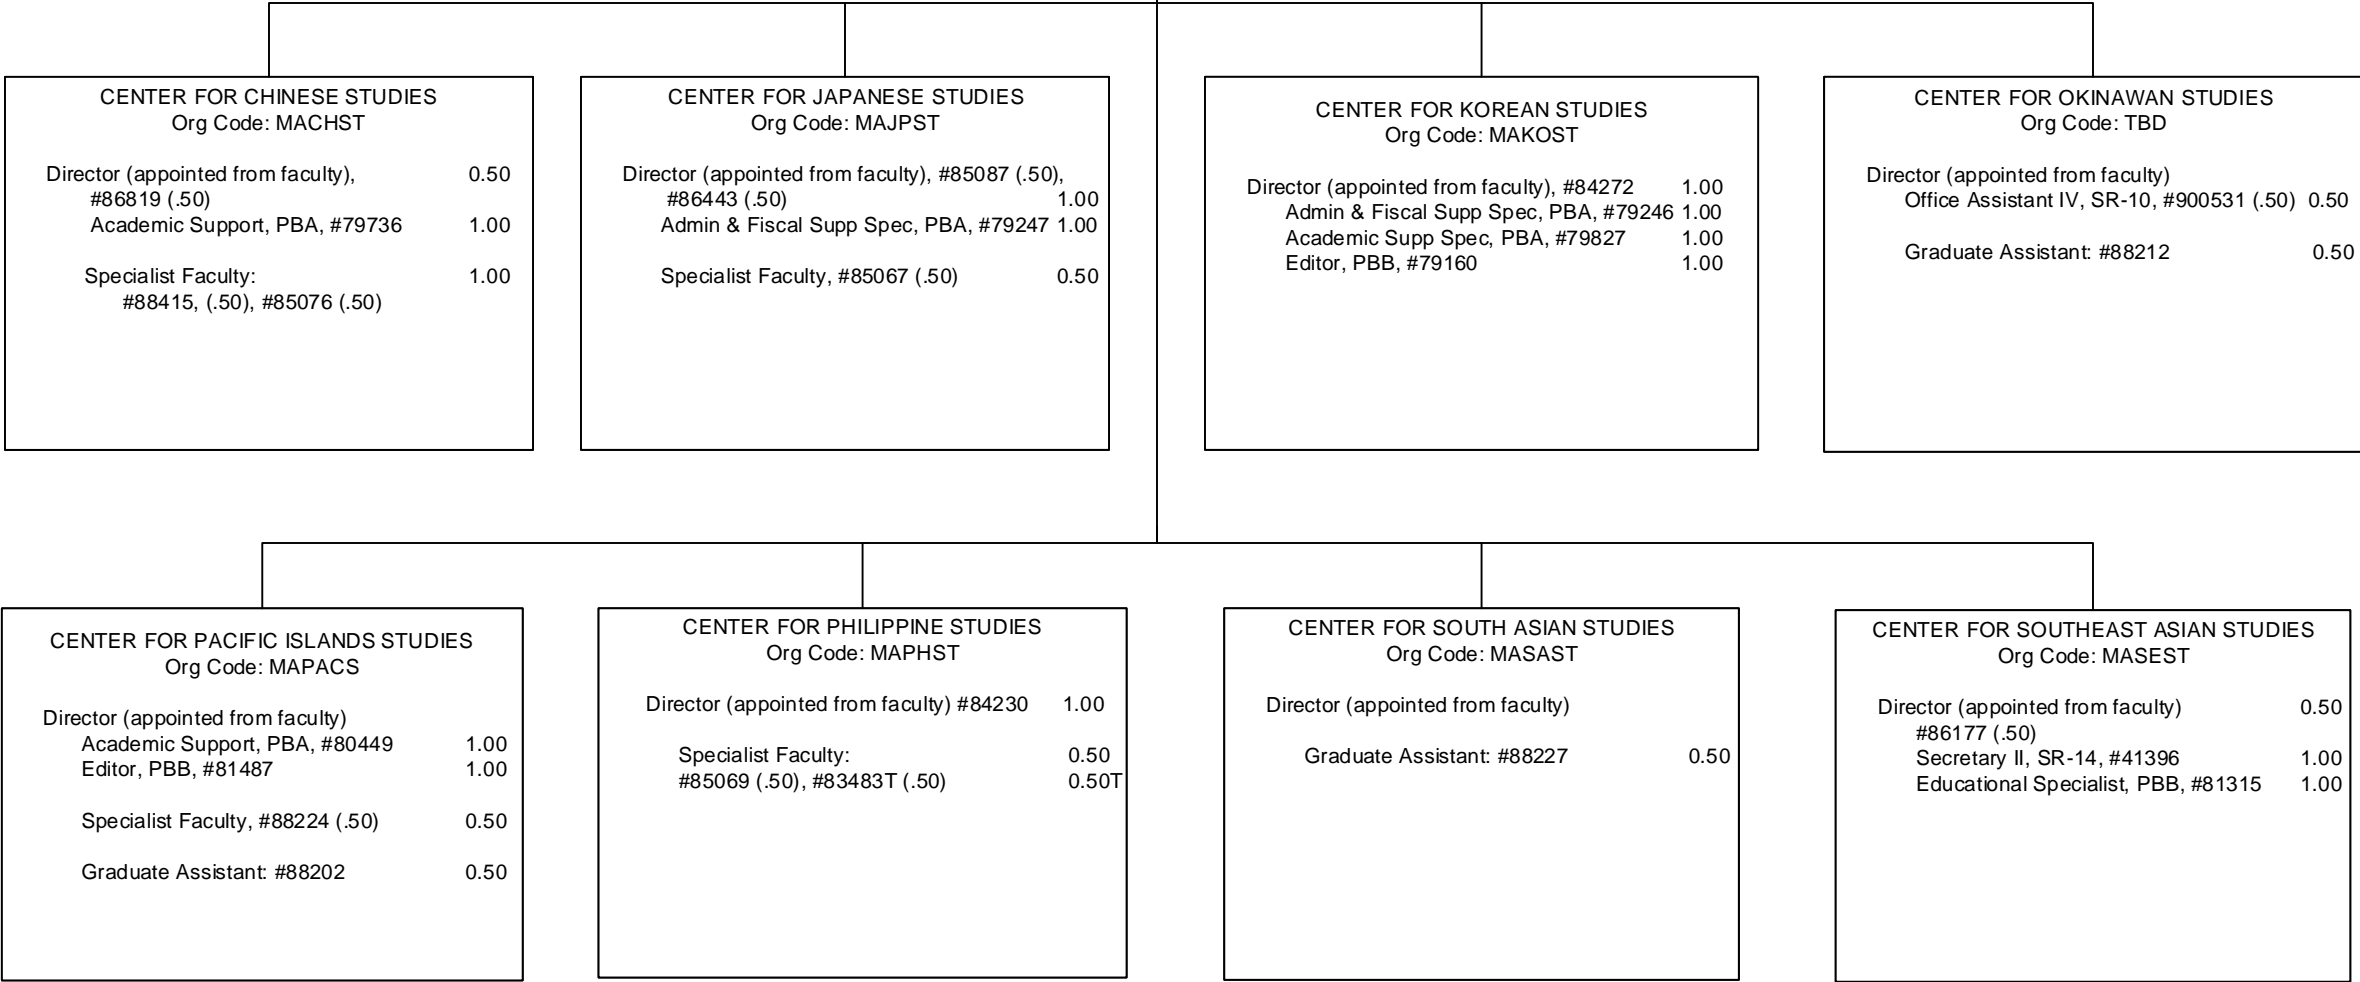 CENTER FOR CHINESE STUDIES
Org Code: MACHST
Director (appointed from faculty), 0.50
#86819 (.50)
Academic Support, PBA, #79736 1.00
Specialist Faculty: 1.00
#88415, (.50), #85076 (.50)
CENTER FOR JAPANESE STUDIES
Org Code: MAJPST
Director (appointed from faculty), #85087 (.50),
#86443 (.50) 1.00
Admin & Fiscal Supp Spec, PBA, #79247 1.00
Specialist Faculty, #85067 (.50) 0.50
CENTER FOR KOREAN STUDIES
Org Code: MAKOST
Director (appointed from faculty), #84272 1.00
Admin & Fiscal Supp Spec, PBA, #79246 1.00
Academic Supp Spec, PBA, #79827 1.00
Editor, PBB, #79160 1.00
CENTER FOR OKINAWAN STUDIES
Org Code: TBD
Director (appointed from faculty)
Office Assistant IV, SR-10, #900531 (.50) 0.50
Graduate Assistant: #88212 0.50
CENTER FOR PACIFIC ISLANDS STUDIES
Org Code: MAPACS
Director (appointed from faculty)
Academic Support, PBA, #80449 1.00
Editor, PBB, #81487 1.00
Specialist Faculty, #88224 (.50) 0.50
Graduate Assistant: #88202 0.50
CENTER FOR PHILIPPINE STUDIES
Org Code: MAPHST
Director (appointed from faculty) #84230 1.00
Specialist Faculty: 0.50
#85069 (.50), #83483T (.50) 0.50T
CENTER FOR SOUTH ASIAN STUDIES
Org Code: MASAST
Director (appointed from faculty)
Graduate Assistant: #88227 0.50
CENTER FOR SOUTHEAST ASIAN STUDIES
Org Code: MASEST
Director (appointed from faculty) 0.50
#86177 (.50)
Secretary II, SR-14, #41396 1.00
Educational Specialist, PBB, #81315 1.00